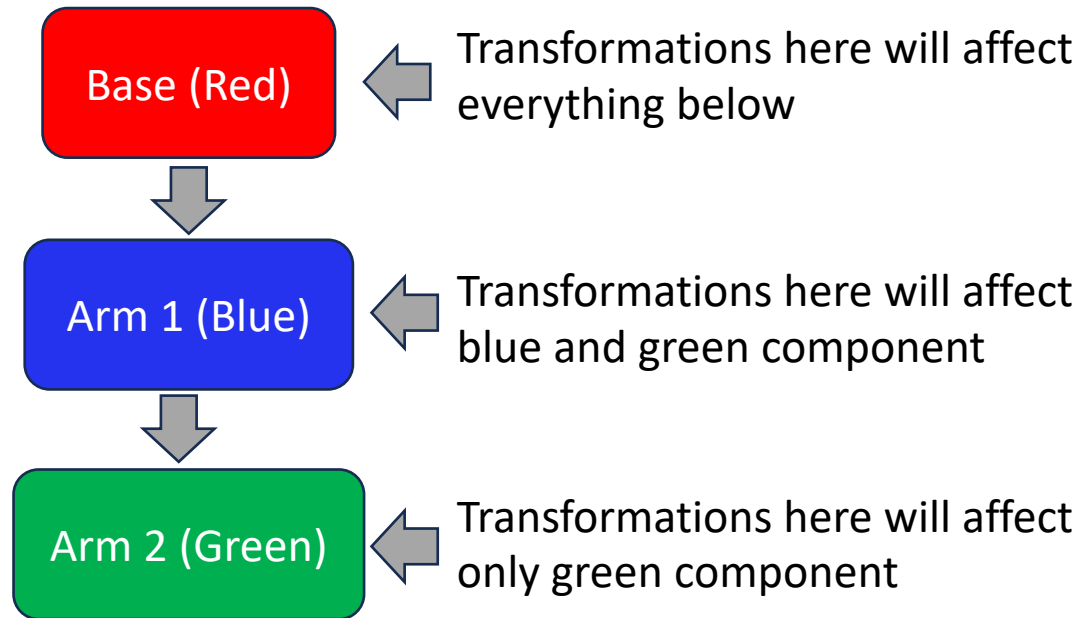 Base (Red)
Transformations here will affect
everything below
Arm 1 (Blue)
Transformations here will affect
blue and green component
Arm 2 (Green)
Transformations here will affect
only green component